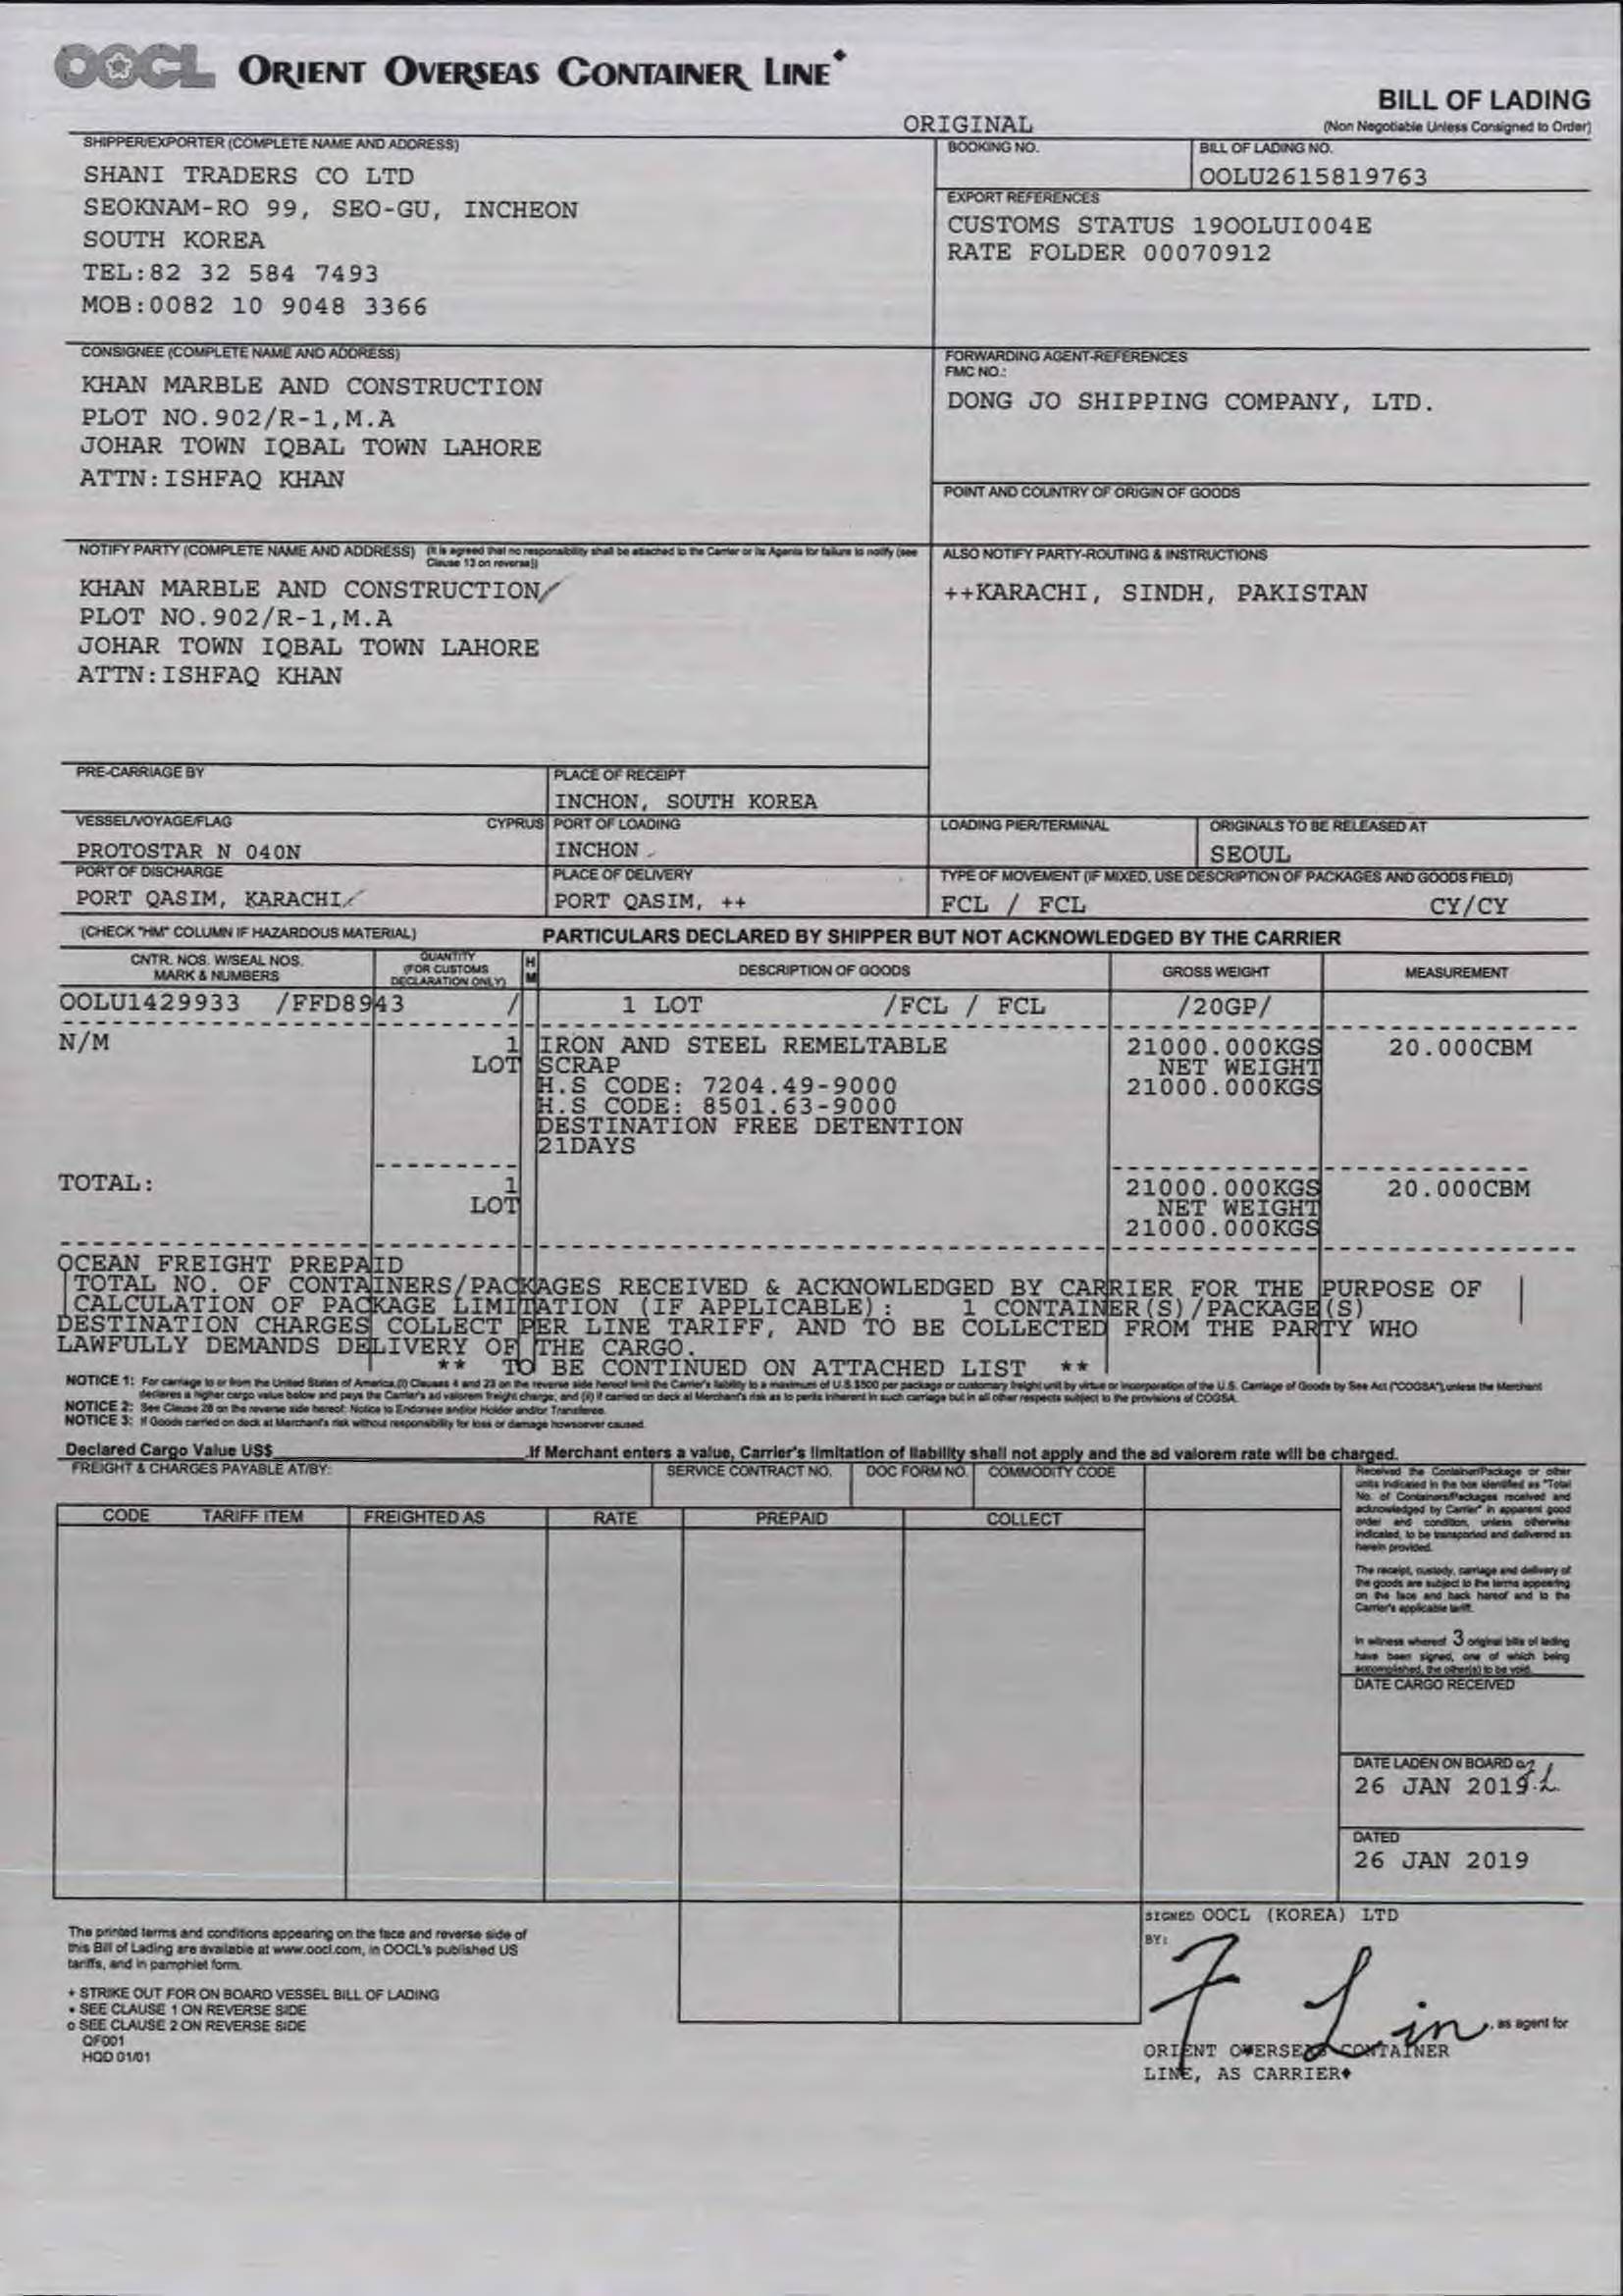 OOCL ORIENT OVERSEAS CONTAINER LINE
BILL OF LADING
ORIGINAL
(Non Negotiable Unless Consigned to Order)
SHIPPER/EXPORTER (COMPLETE NAME AND ADDRESS)
SHANI TRADERS CO LTD
SEOKNAM-RO 99, SEO-GU, INCHEON
SOUTH KOREA
TEL:82 32 584 7493
MOB:0082 10 9048 3366
BOOKING NO.
BILL OF LADING NO.
OOLU2615819763
EXPORT REFERENCES
CUSTOMS STATUS 19OOLUI004E
RATE FOLDER 00070912
CONSIGNEE (COMPLETE NAME AND ADDRESS)
KHAN MARBLE AND CONSTRUCTION
PLOT NO.902/R-1,M.A
JOHAR TOWN IQBAL TOWN LAHORE
ATTN:ISHFAQ KHAN
FORWARDING AGENT-REFERENCES
FMC NO.:
DONG JO SHIPPING COMPANY, LTD.
POINT AND COUNTRY OF ORIGIN OF GOODS
NOTIFY PARTY (COMPLETE NAME AND ADDRESS) (It is agreed that no responsibility shall be attached to the Carrier or its Agents for failure to notify (see
Clause 13 on reverse))
KHAN MARBLE AND CONSTRUCTION
PLOT NO.902/R-1,M.A
JOHAR TOWN IQBAL TOWN LAHORE
ATTN:ISHFAQ KHAN
ALSO NOTIFY PARTY-ROUTING & INSTRUCTIONS
++KARACHI, SINDH, PAKISTAN
PRE-CARRIAGE BY
PLACE OF RECEIPT
INCHON, SOUTH KOREA
VESSEL/VOYAGE/FLAG CYPRUS
PROTOSTAR N 040N
PORT OF LOADING
INCHON
LOADING PIER/TERMINAL
ORIGINALS TO BE RELEASED AT
SEOUL
PORT OF DISCHARGE
PORT QASIM, KARACHI
PLACE OF DELIVERY
PORT QASIM, ++
TYPE OF MOVEMENT (IF MIXED, USE DESCRIPTION OF PACKAGES AND GOODS FIELD)
FCL / FCL CY/CY
(CHECK "HM" COLUMN IF HAZARDOUS MATERIAL) PARTICULARS DECLARED BY SHIPPER BUT NOT ACKNOWLEDGED BY THE CARRIER
CNTR. NOS. W/SEAL NOS.
MARK & NUMBERS
QUANTITY
(FOR CUSTOMS
DECLARATION ONLY)
H
M
DESCRIPTION OF GOODS
GROSS WEIGHT
MEASUREMENT
OOLU1429933 /FFD8943 / 1 LOT /FCL / FCL /20GP/
N/M 1 IRON AND STEEL REMELTABLE 21000.000KGS 20.000CBM
LOT SCRAP NET WEIGHT
H.S CODE: 7204.49-9000 21000.000KGS
H.S CODE: 8501.63-9000
DESTINATION FREE DETENTION
21DAYS
TOTAL: 1 21000.000KGS 20.000CBM
LOT NET WEIGHT
21000.000KGS
OCEAN FREIGHT PREPAID
TOTAL NO. OF CONTAINERS/PACKAGES RECEIVED & ACKNOWLEDGED BY CARRIER FOR THE PURPOSE OF
CALCULATION OF PACKAGE LIMITATION (IF APPLICABLE): 1 CONTAINER(S)/PACKAGE(S)
DESTINATION CHARGES COLLECT PER LINE TARIFF, AND TO BE COLLECTED FROM THE PARTY WHO
LAWFULLY DEMANDS DELIVERY OF THE CARGO.
** TO BE CONTINUED ON ATTACHED LIST **
NOTICE 1: For carriage to or from the United States of America,(i) Clauses 4 and 23 on the reverse side hereof limit the Carrier's liability to a maximum of U.S.$500 per package or customary freight unit by virtue or incorporation of the U.S. Carriage of Goods by Sea Act ("COGSA"),unless the Merchant
declares a higher cargo value below and pays the Carrier's ad valorem freight charge; and (ii) if carried on deck at Merchant's risk as to perils inherent in such carriage but in all other respects subject to the provisions of COGSA.
NOTICE 2: See Clause 28 on the reverse side hereof: Notice to Endorsee and/or Holder and/or Transferee.
NOTICE 3: If Goods carried on deck at Merchant's risk without responsibility for loss or damage howsoever caused.
Declared Cargo Value US$ .If Merchant enters a value, Carrier's limitation of liability shall not apply and the ad valorem rate will be charged.
FREIGHT & CHARGES PAYABLE AT/BY:
SERVICE CONTRACT NO.
DOC FORM NO.
COMMODITY CODE
CODE TARIFF ITEM FREIGHTED AS RATE PREPAID COLLECT
Received the Container/Package or other
units indicated in the box identified as "Total
No. of Containers/Packages received and
acknowledged by Carrier" in apparent good
order and condition, unless otherwise
indicated, to be transported and delivered as
herein provided.
The receipt, custody, carriage and delivery of
the goods are subject to the terms appearing
on the face and back hereof and to the
Carrier's applicable tariff.
In witness whereof 3 original bills of lading
have been signed, one of which being
accomplished, the other(s) to be void.
DATE CARGO RECEIVED
DATE LADEN ON BOARD
26 JAN 2019
DATED
26 JAN 2019
SIGNED OOCL (KOREA) LTD
BY:
F Lin
, as agent for
ORIENT OVERSEAS CONTAINER
LINE, AS CARRIER
The printed terms and conditions appearing on the face and reverse side of
this Bill of Lading are available at www.oocl.com, in OOCL's published US
tariffs, and in pamphlet form.
+ STRIKE OUT FOR ON BOARD VESSEL BILL OF LADING
• SEE CLAUSE 1 ON REVERSE SIDE
o SEE CLAUSE 2 ON REVERSE SIDE
OF001
HQD 01/01